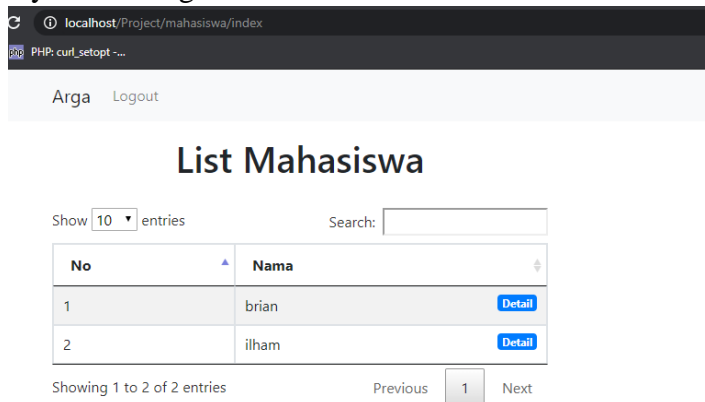 localhost/Project/mahasiswa/index
php PHP: curl_setopt -...
Arga Logout
List Mahasiswa
Show 10 entries Search:
No Nama
1 brian Detail
2 ilham Detail
Showing 1 to 2 of 2 entries Previous 1 Next